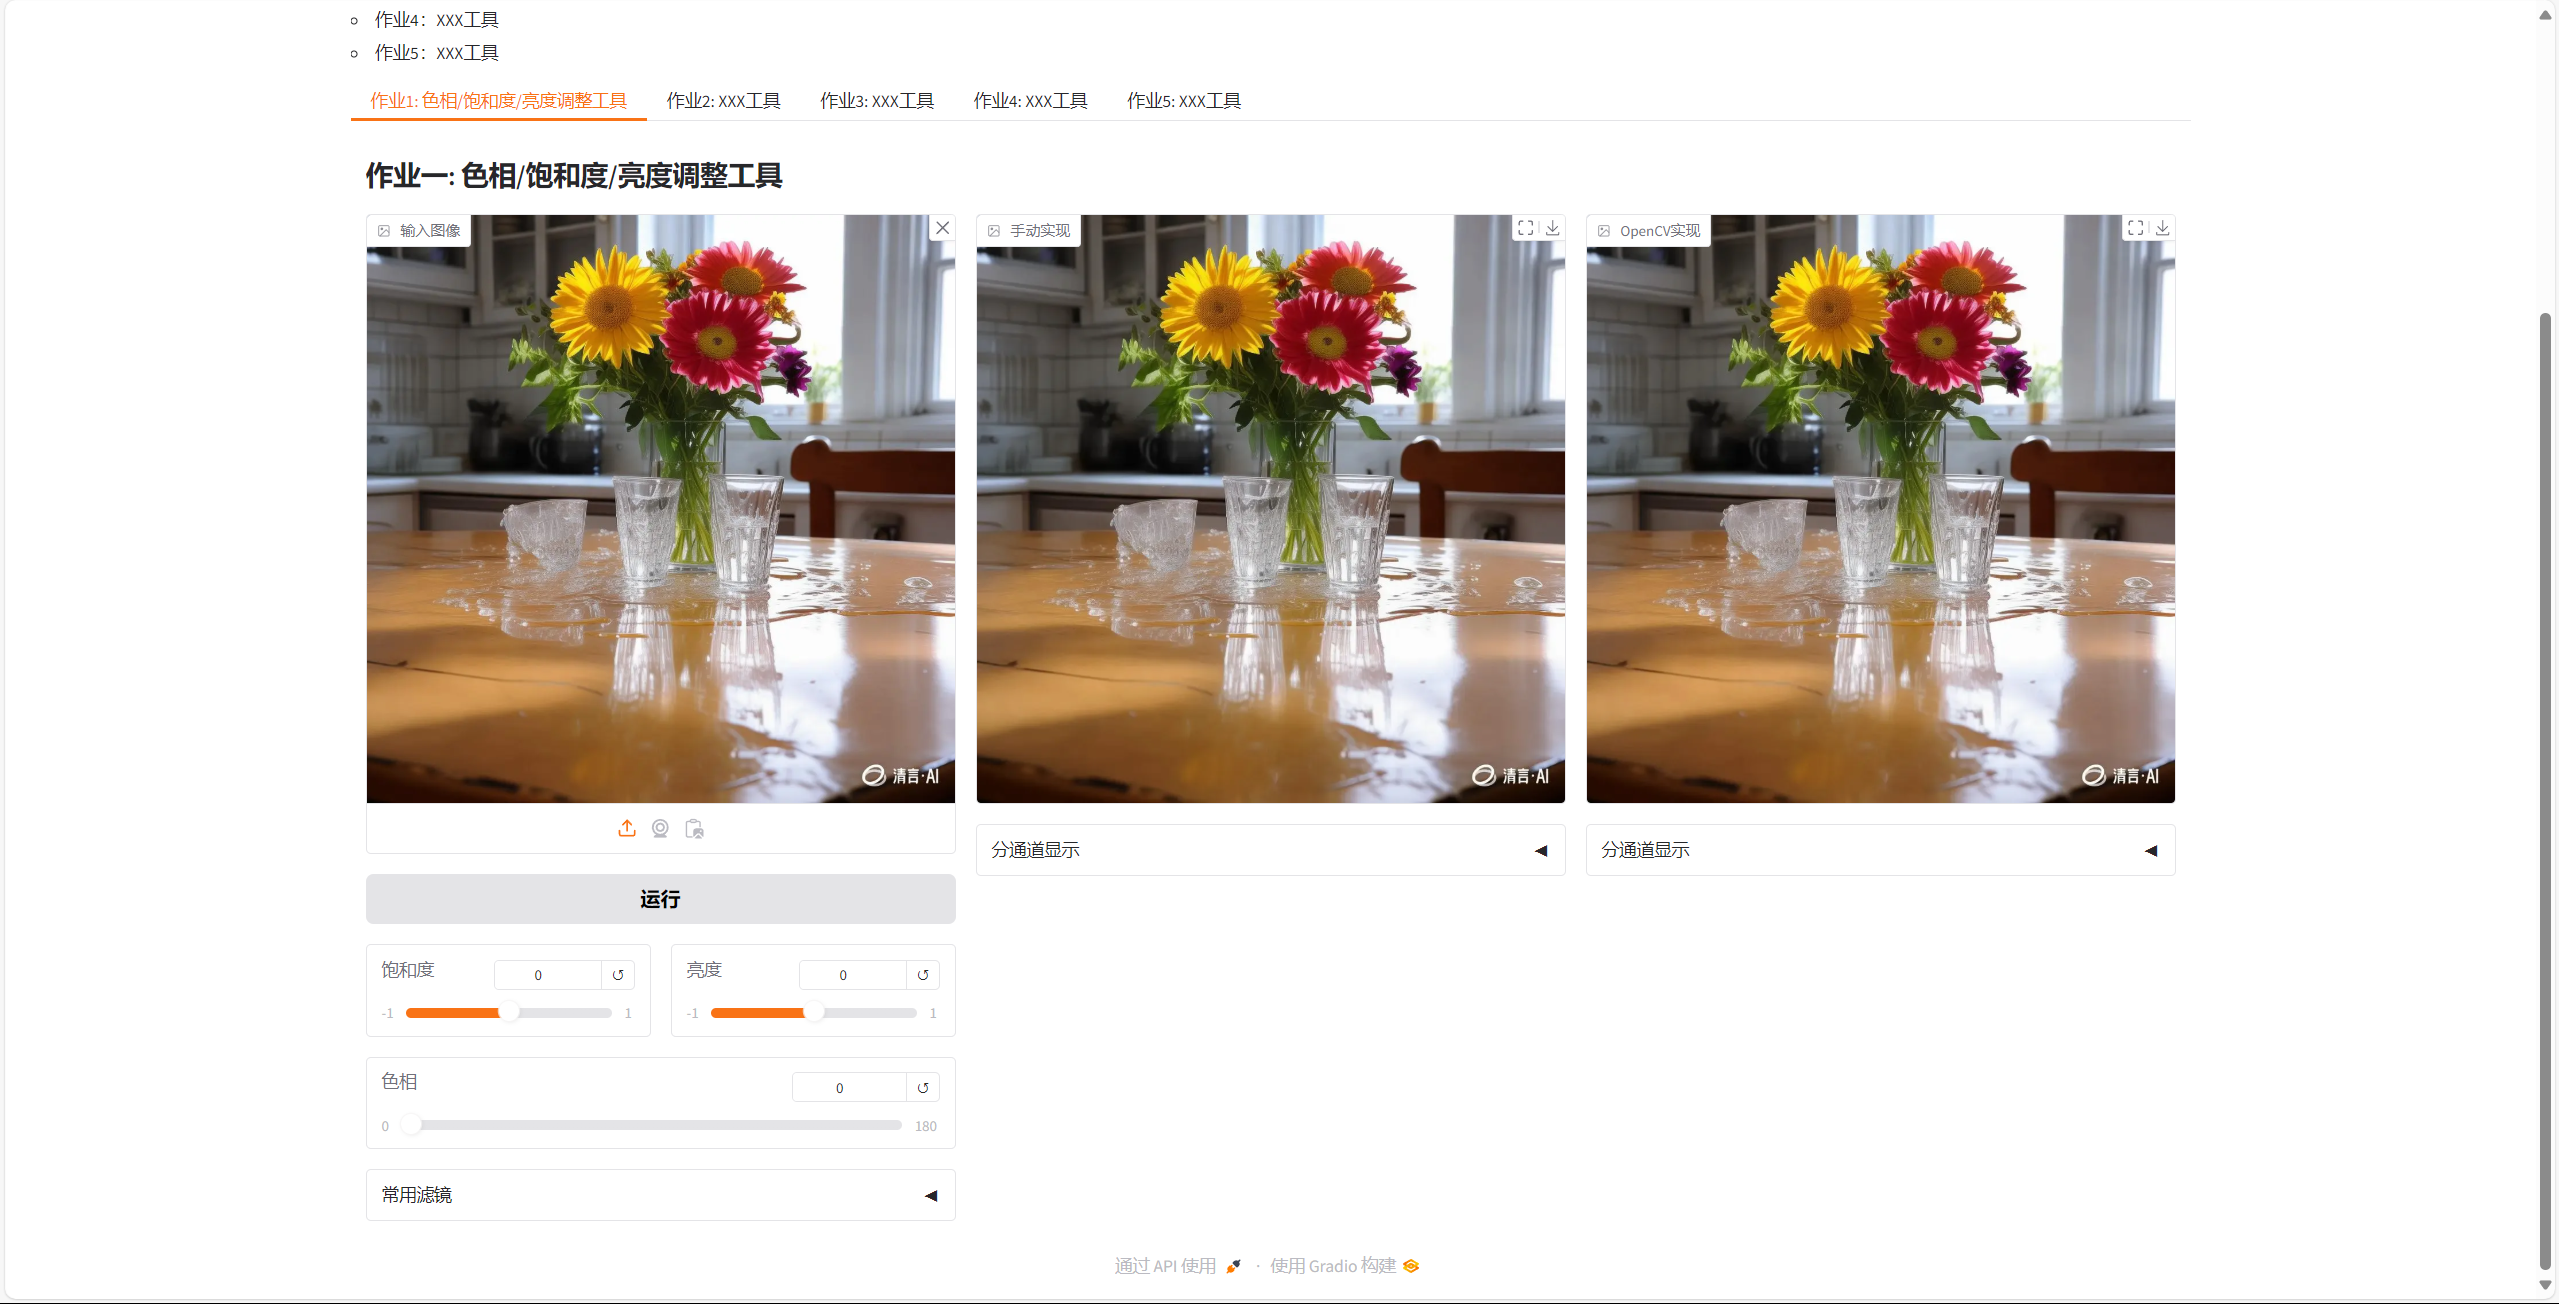 作业4：XXX工具
作业5：XXX工具
作业1: 色相/饱和度/亮度调整工具 作业2: XXX工具 作业3: XXX工具 作业4: XXX工具 作业5: XXX工具
作业一: 色相/饱和度/亮度调整工具
输入图像
手动实现
OpenCV实现
清言·AI
清言·AI
清言·AI
分通道显示
分通道显示
运行
饱和度 0
-1 1
亮度 0
-1 1
色相 0
0 180
常用滤镜
通过 API 使用 · 使用 Gradio 构建